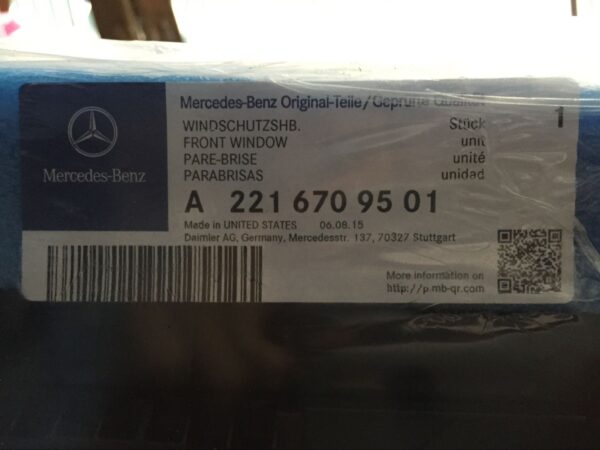 Mercedes-Benz Original-Teile/Geprüfte Qualität
1
WINDSCHUTZSHB. Stück
FRONT WINDOW unit
PARE-BRISE unité
PARABRISAS unidad
Mercedes-Benz
A 221 670 95 01
Made in UNITED STATES 06.08.15
Daimler AG, Germany, Mercedesstr. 137, 70327 Stuttgart
More information on
http://p.mb-qr.com